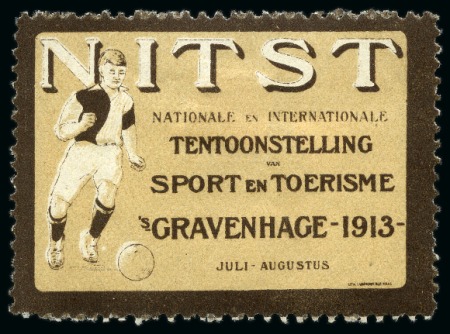 NITST
NATIONALE EN INTERNATIONALE
TENTOONSTELLING
VAN
SPORT EN TOERISME
'S GRAVENHAGE - 1913 -
JULI - AUGUSTUS